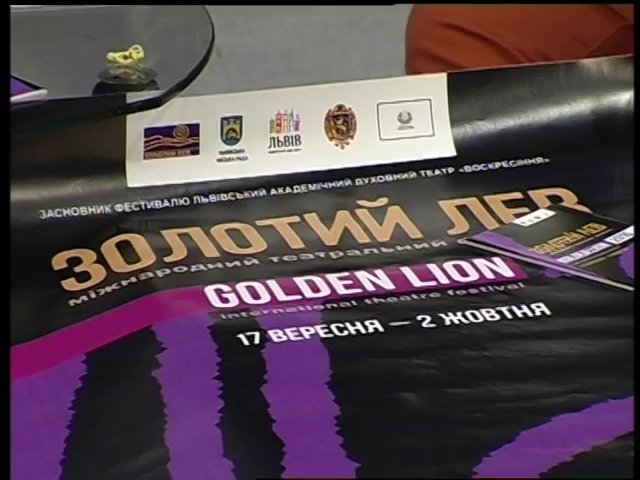 ЛЬВІВ
ЗАСНОВНИК ФЕСТИВАЛЮ ЛЬВІВСЬКИЙ АКАДЕМІЧНИЙ ДУХОВНИЙ ТЕАТР «ВОСКРЕСІННЯ»
ЗОЛОТИЙ ЛЕВ
міжнародний театральний
GOLDEN LION
international theatre festival
17 ВЕРЕСНЯ — 2 ЖОВТНЯ